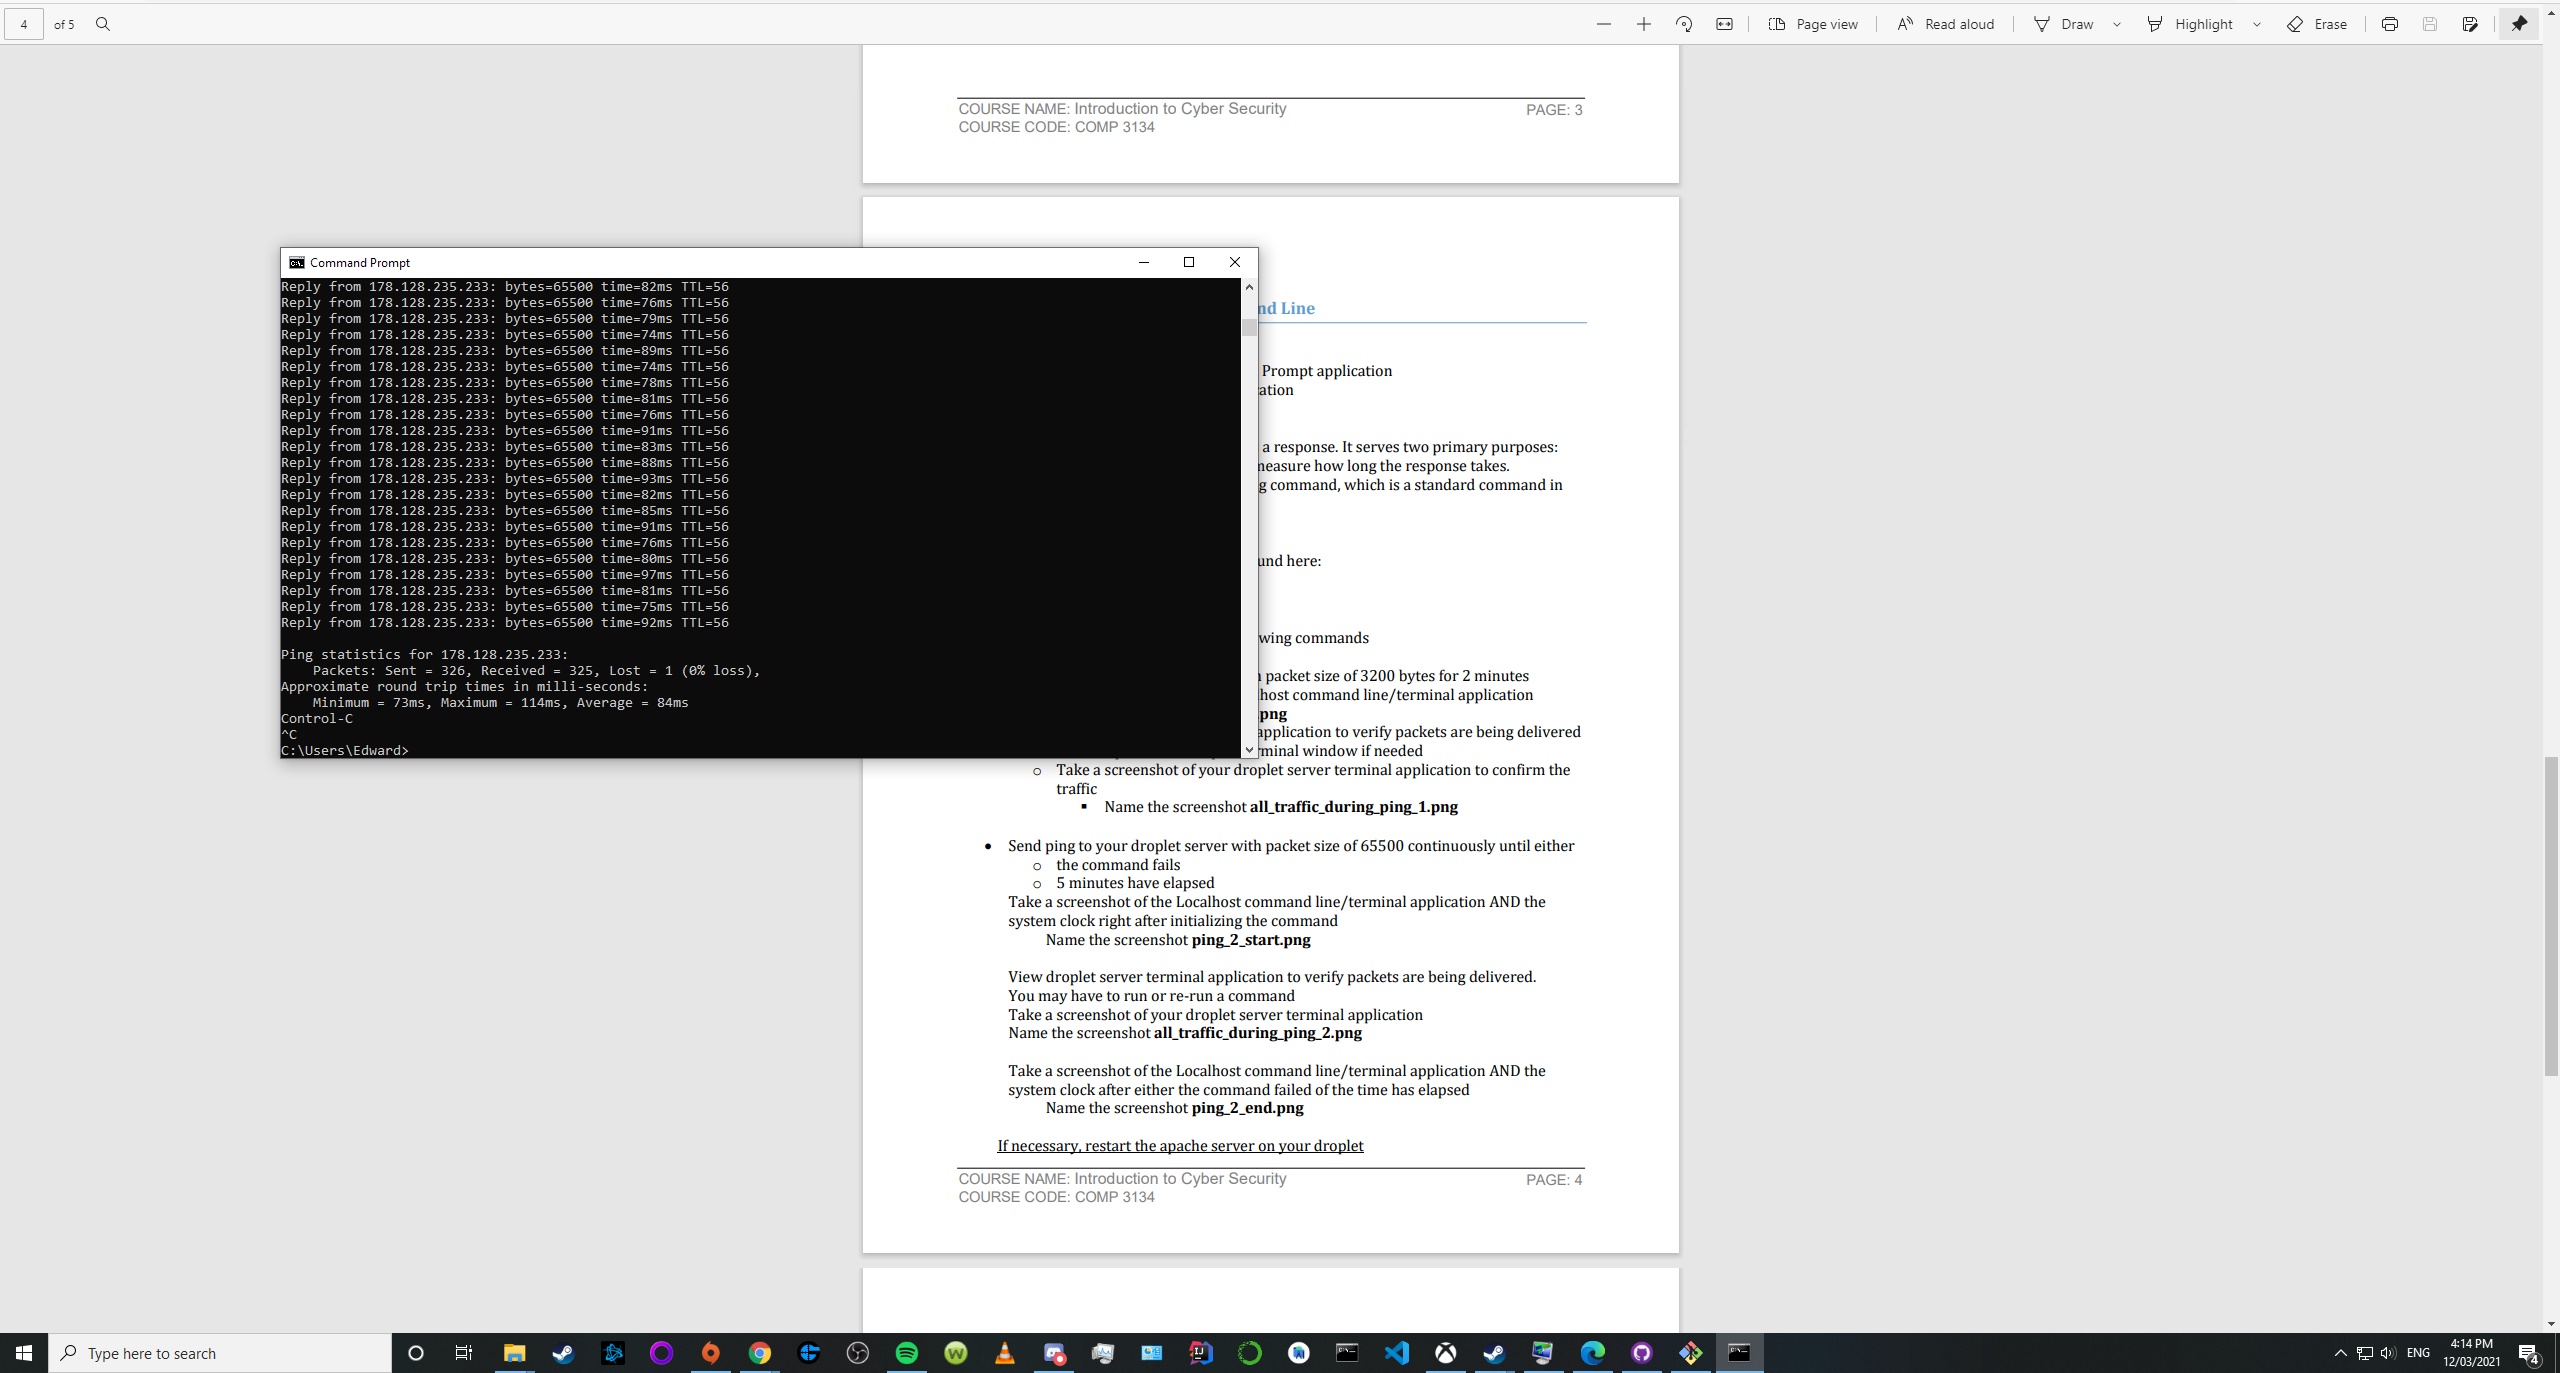 4 of 5
Page view
Read aloud
Draw
Highlight
Erase
COURSE NAME: Introduction to Cyber Security PAGE: 3
COURSE CODE: COMP 3134
Command Prompt
Reply from 178.128.235.233: bytes=65500 time=82ms TTL=56
Reply from 178.128.235.233: bytes=65500 time=76ms TTL=56
Reply from 178.128.235.233: bytes=65500 time=79ms TTL=56
Reply from 178.128.235.233: bytes=65500 time=74ms TTL=56
Reply from 178.128.235.233: bytes=65500 time=89ms TTL=56
Reply from 178.128.235.233: bytes=65500 time=74ms TTL=56
Reply from 178.128.235.233: bytes=65500 time=78ms TTL=56
Reply from 178.128.235.233: bytes=65500 time=81ms TTL=56
Reply from 178.128.235.233: bytes=65500 time=76ms TTL=56
Reply from 178.128.235.233: bytes=65500 time=91ms TTL=56
Reply from 178.128.235.233: bytes=65500 time=83ms TTL=56
Reply from 178.128.235.233: bytes=65500 time=88ms TTL=56
Reply from 178.128.235.233: bytes=65500 time=93ms TTL=56
Reply from 178.128.235.233: bytes=65500 time=82ms TTL=56
Reply from 178.128.235.233: bytes=65500 time=85ms TTL=56
Reply from 178.128.235.233: bytes=65500 time=91ms TTL=56
Reply from 178.128.235.233: bytes=65500 time=76ms TTL=56
Reply from 178.128.235.233: bytes=65500 time=80ms TTL=56
Reply from 178.128.235.233: bytes=65500 time=97ms TTL=56
Reply from 178.128.235.233: bytes=65500 time=81ms TTL=56
Reply from 178.128.235.233: bytes=65500 time=75ms TTL=56
Reply from 178.128.235.233: bytes=65500 time=92ms TTL=56
Ping statistics for 178.128.235.233:
Packets: Sent = 326, Received = 325, Lost = 1 (0% loss),
Approximate round trip times in milli-seconds:
Minimum = 73ms, Maximum = 114ms, Average = 84ms
Control-C
^C
C:\Users\Edward>
nd Line
Prompt application
ation
a response. It serves two primary purposes:
measure how long the response takes.
g command, which is a standard command in
und here:
wing commands
packet size of 3200 bytes for 2 minutes
lhost command line/terminal application
.png
application to verify packets are being delivered
rminal window if needed
o Take a screenshot of your droplet server terminal application to confirm the
traffic
▪ Name the screenshot all_traffic_during_ping_1.png
• Send ping to your droplet server with packet size of 65500 continuously until either
o the command fails
o 5 minutes have elapsed
Take a screenshot of the Localhost command line/terminal application AND the
system clock right after initializing the command
Name the screenshot ping_2_start.png
View droplet server terminal application to verify packets are being delivered.
You may have to run or re-run a command
Take a screenshot of your droplet server terminal application
Name the screenshot all_traffic_during_ping_2.png
Take a screenshot of the Localhost command line/terminal application AND the
system clock after either the command failed of the time has elapsed
Name the screenshot ping_2_end.png
If necessary, restart the apache server on your droplet
COURSE NAME: Introduction to Cyber Security PAGE: 4
COURSE CODE: COMP 3134
Type here to search
ENG
4:14 PM
12/03/2021
4